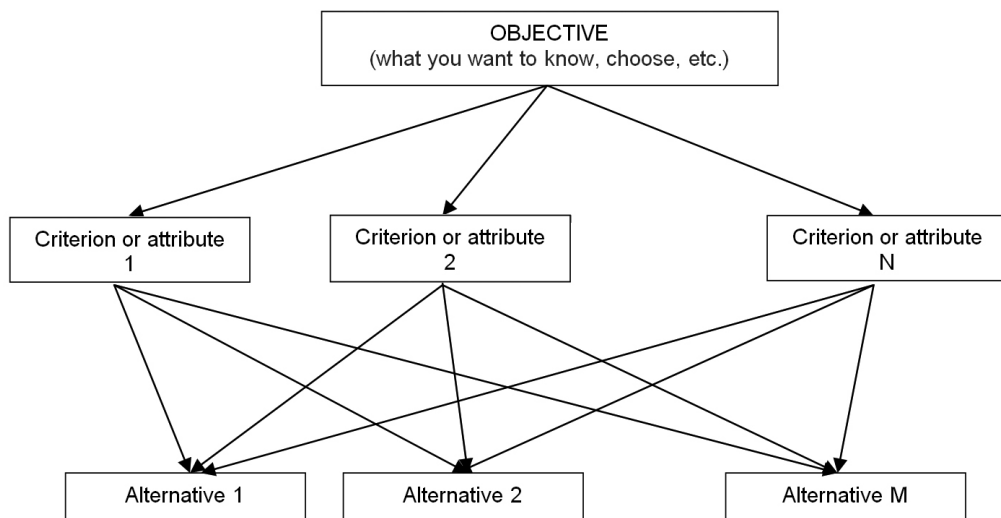 OBJECTIVE
(what you want to know, choose, etc.)
Criterion or attribute
1
Criterion or attribute
2
Criterion or attribute
N
Alternative 1
Alternative 2
Alternative M